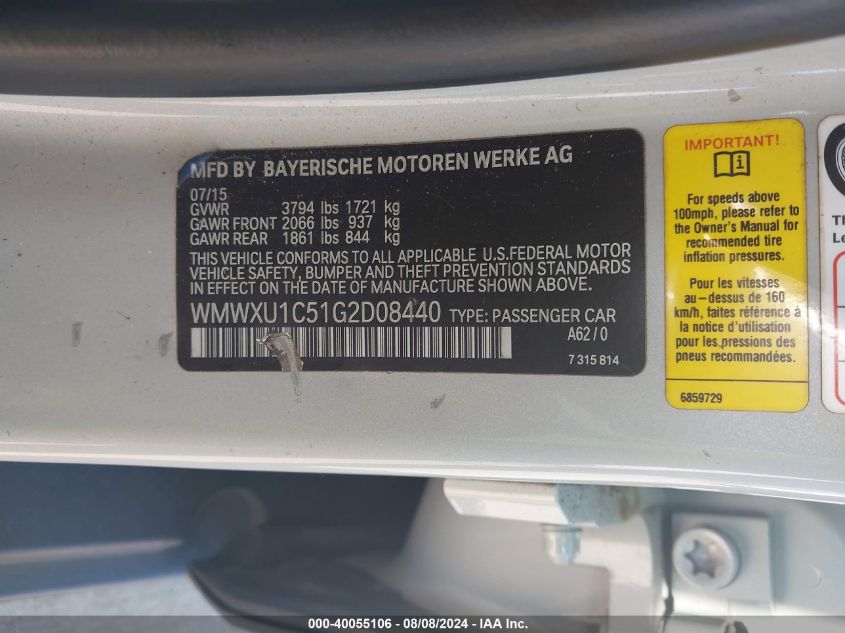 MFD BY BAYERISCHE MOTOREN WERKE AG
07/15
GVWR 3794 lbs 1721 kg
GAWR FRONT 2066 lbs 937 kg
GAWR REAR 1861 lbs 844 kg
THIS VEHICLE CONFORMS TO ALL APPLICABLE U.S.FEDERAL MOTOR
VEHICLE SAFETY, BUMPER AND THEFT PREVENTION STANDARDS
IN EFFECT ON THE DATE OF MANUFACTURE SHOWN ABOVE.
WMWXU1C51G2D08440 TYPE: PASSENGER CAR
A62/0
7 315 814
IMPORTANT!
For speeds above
100mph, please refer to
the Owner's Manual for
recommended tire
inflation pressures.
Pour les vitesses
au-dessus de 160
km/h, faites référence à
la notice d'utilisation
pour les pressions des
pneus recommandées.
6859729
Th
Le
000-40055106 - 08/08/2024 - www.iaai.com